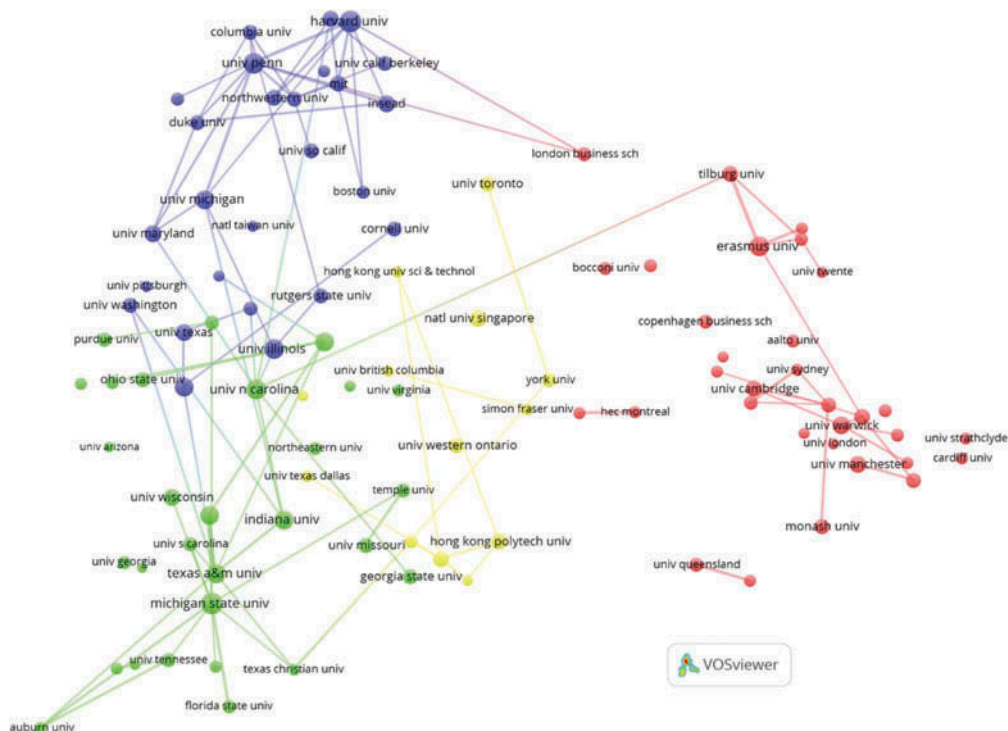 harvard univ
columbia univ
univ penn
univ calif berkeley
mit
northwestern univ
insead
duke univ
univ so calif
london business sch
tilburg univ
univ toronto
boston univ
univ michigan
natl taiwan univ
cornell univ
univ maryland
erasmus univ
hong kong univ sci & technol
bocconi univ
univ twente
univ pittsburgh
rutgers state univ
univ washington
natl univ singapore
copenhagen business sch
purdue univ
univ texas
univ illinois
aalto univ
univ british columbia
univ sydney
ohio state univ
york univ
univ n carolina
univ virginia
univ cambridge
simon fraser univ
hec montreal
univ warwick
univ arizona
northeastern univ
univ western ontario
univ london
univ strathclyde
cardiff univ
univ texas dallas
univ manchester
univ wisconsin
temple univ
indiana univ
monash univ
univ s carolina
univ missouri
hong kong polytech univ
univ georgia
texas a&m univ
georgia state univ
univ queensland
michigan state univ
univ tennessee
texas christian univ
VOSviewer
florida state univ
auburn univ